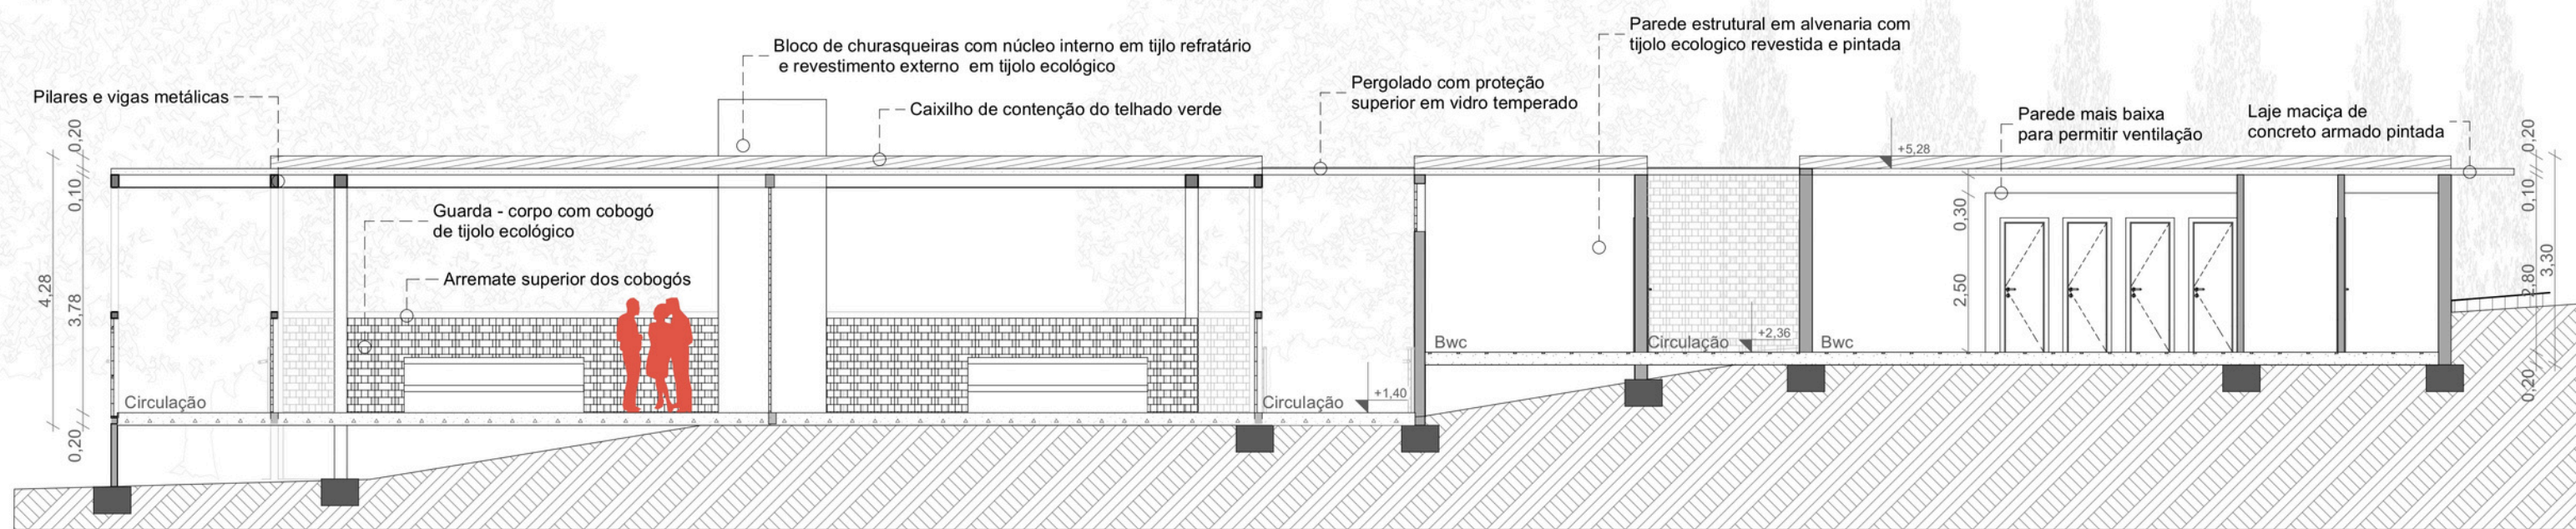 Parede estrutural em alvenaria com
tijolo ecologico revestida e pintada
Bloco de churasqueiras com núcleo interno em tijlo refratário
e revestimento externo em tijolo ecológico
Pergolado com proteção
superior em vidro temperado
Pilares e vigas metálicas
Caixilho de contenção do telhado verde
Parede mais baixa
para permitir ventilação
Laje maciça de
concreto armado pintada
Guarda - corpo com cobogó
de tijolo ecológico
Arremate superior dos cobogós
0,20
0,10
4,28
3,78
0,20
Circulação
Circulação
+1,40
Bwc
Circulação
+2,36
Bwc
+5,28
0,30
2,50
0,20
0,10
2,80
3,30
0,20